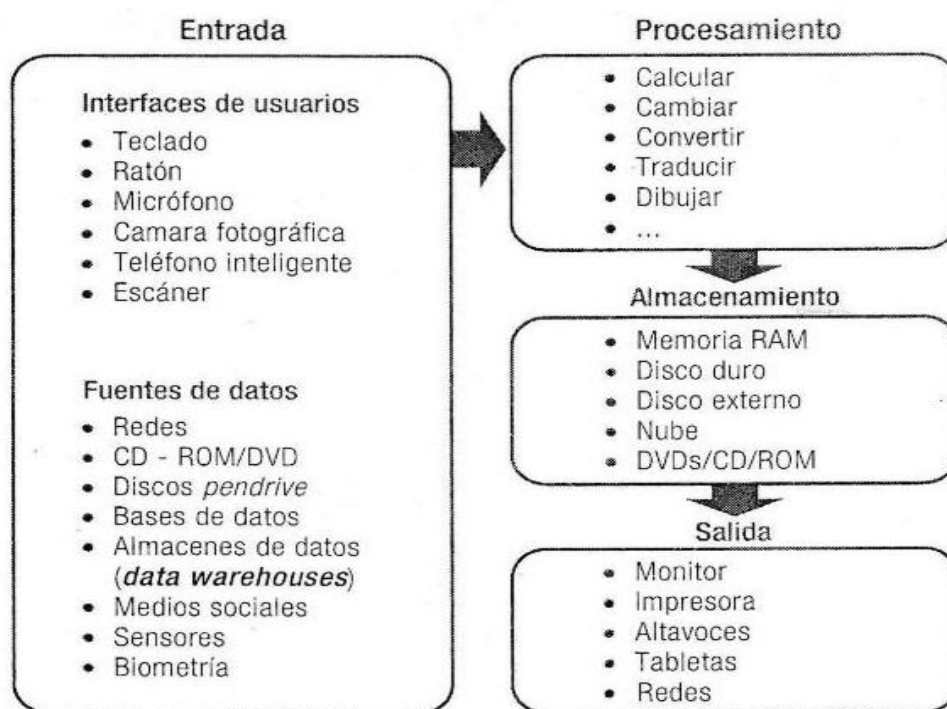 Entrada
Interfaces de usuarios
• Teclado
• Ratón
• Micrófono
• Camara fotográfica
• Teléfono inteligente
• Escáner
Fuentes de datos
• Redes
• CD - ROM/DVD
• Discos pendrive
• Bases de datos
• Almacenes de datos
(data warehouses)
• Medios sociales
• Sensores
• Biometría
Procesamiento
• Calcular
• Cambiar
• Convertir
• Traducir
• Dibujar
• ...
Almacenamiento
• Memoria RAM
• Disco duro
• Disco externo
• Nube
• DVDs/CD/ROM
Salida
• Monitor
• Impresora
• Altavoces
• Tabletas
• Redes